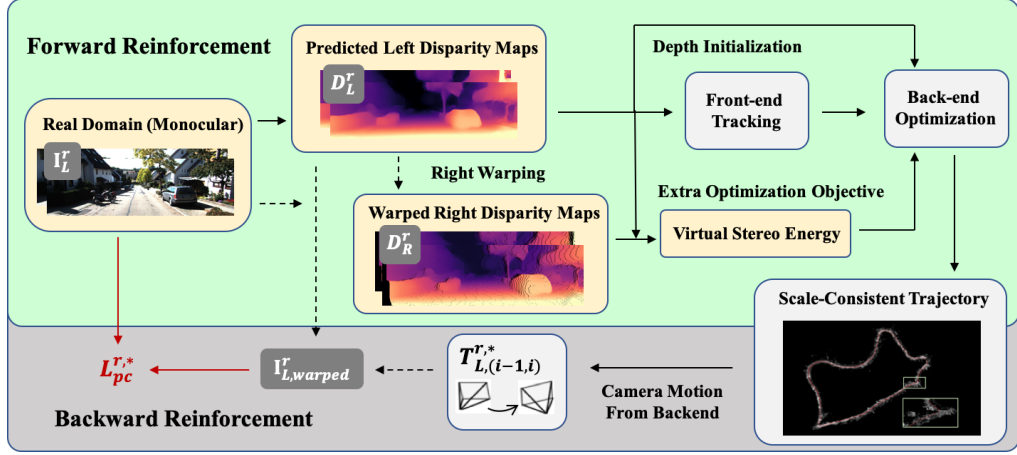 Forward Reinforcement
Predicted Left Disparity Maps
D_L^r
Depth Initialization
Front-end
Tracking
Back-end
Optimization
Real Domain (Monocular)
I_L^r
Right Warping
Extra Optimization Objective
Warped Right Disparity Maps
D_R^r
Virtual Stereo Energy
Scale-Consistent Trajectory
L_{pc}^{r,*}
I_{L,warped}^r
T_{L,(i-1,i)}^{r,*}
Camera Motion
From Backend
Backward Reinforcement